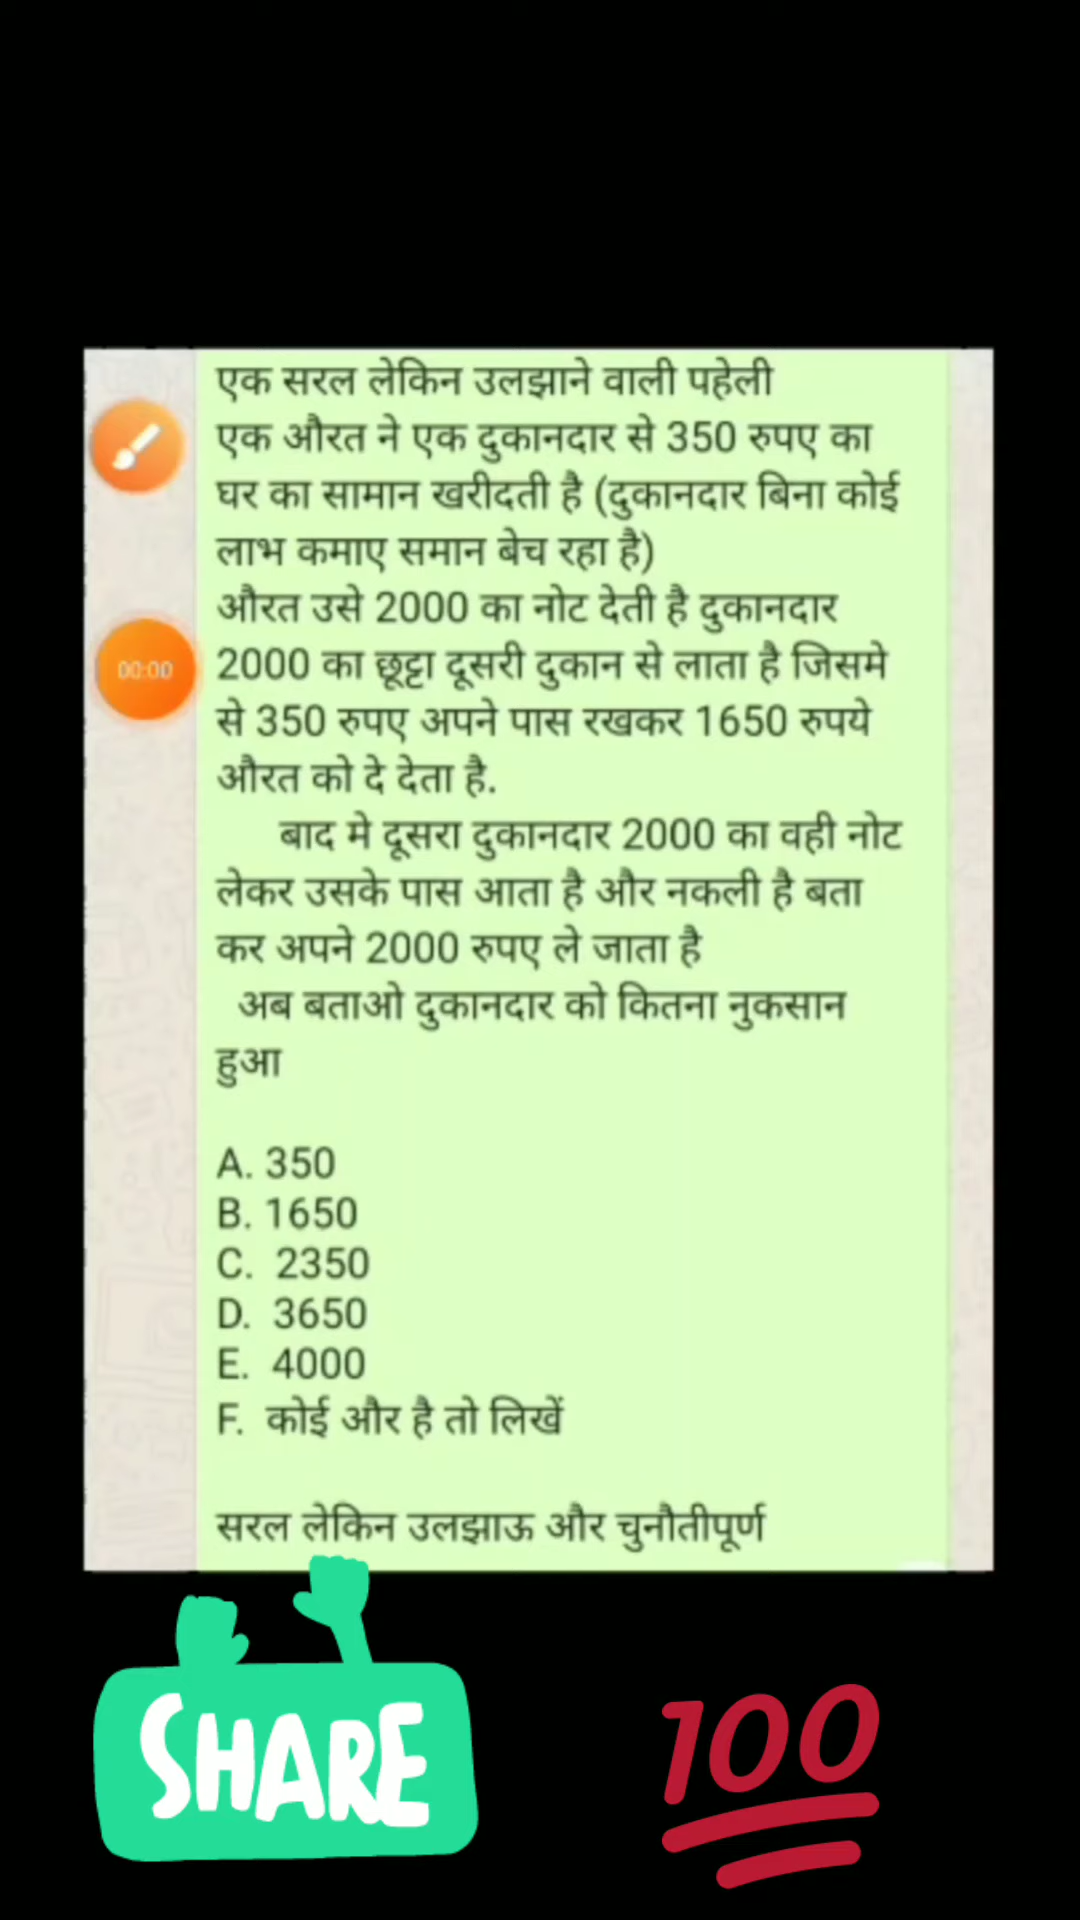 एक सरल लेकिन उलझाने वाली पहेली
एक औरत ने एक दुकानदार से 350 रुपए का
घर का सामान खरीदती है (दुकानदार बिना कोई
लाभ कमाए समान बेच रहा है)
औरत उसे 2000 का नोट देती है दुकानदार
00:00
2000 का छूट्टा दूसरी दुकान से लाता है जिसमे
से 350 रुपए अपने पास रखकर 1650 रुपये
औरत को दे देता है.
बाद मे दूसरा दुकानदार 2000 का वही नोट
लेकर उसके पास आता है और नकली है बता
कर अपने 2000 रुपए ले जाता है
अब बताओ दुकानदार को कितना नुकसान
हुआ
A. 350
B. 1650
C. 2350
D. 3650
E. 4000
F. कोई और है तो लिखें
सरल लेकिन उलझाऊ और चुनौतीपूर्ण
SHARE
100